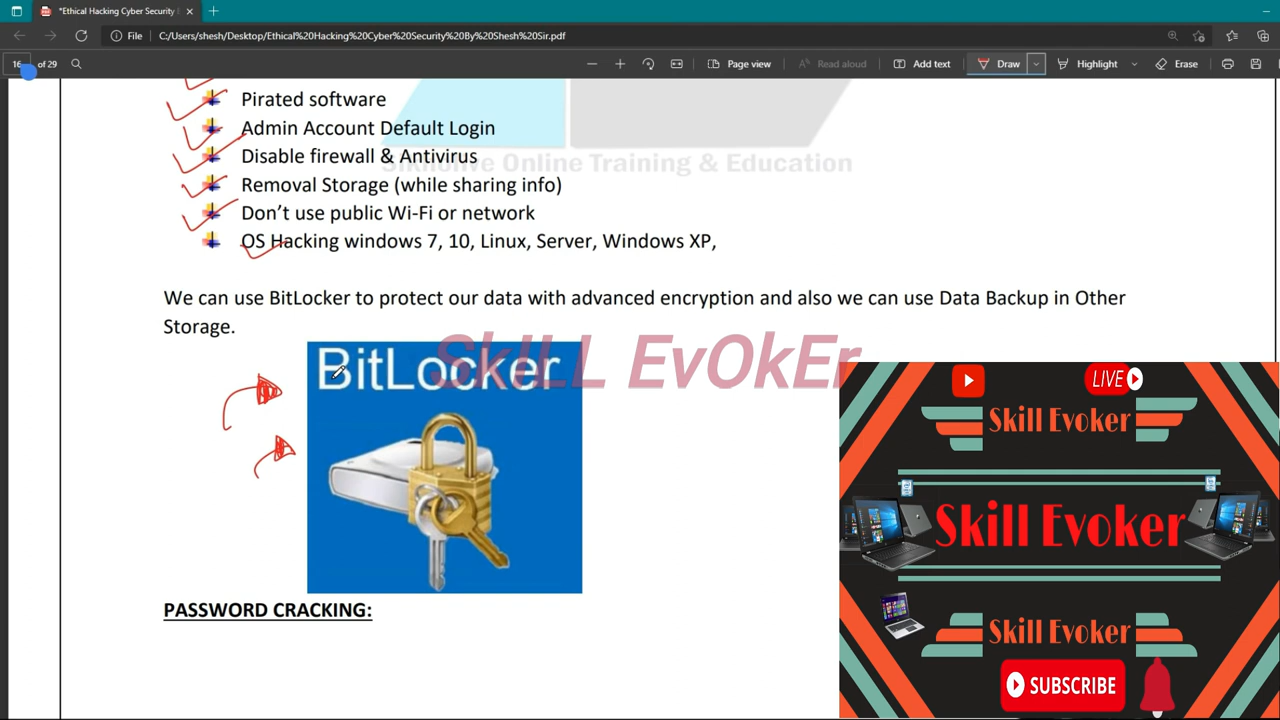 *Ethical Hacking Cyber Security
File
C:/Users/shesh/Desktop/Ethical%20Hacking%20Cyber%20Security%20By%20Shesh%20Sir.pdf
16 of 29
Page view
Read aloud
Add text
Draw
Highlight
Erase
Pirated software
Admin Account Default Login
Disable firewall & Antivirus
Online Training & Education
Removal Storage (while sharing info)
Don’t use public Wi-Fi or network
OS Hacking windows 7, 10, Linux, Server, Windows XP,
We can use BitLocker to protect our data with advanced encryption and also we can use Data Backup in Other
Storage.
SkILL EvOkEr
BitLocker
PASSWORD CRACKING:
LIVE
Skill Evoker
Skill Evoker
Skill Evoker
SUBSCRIBE